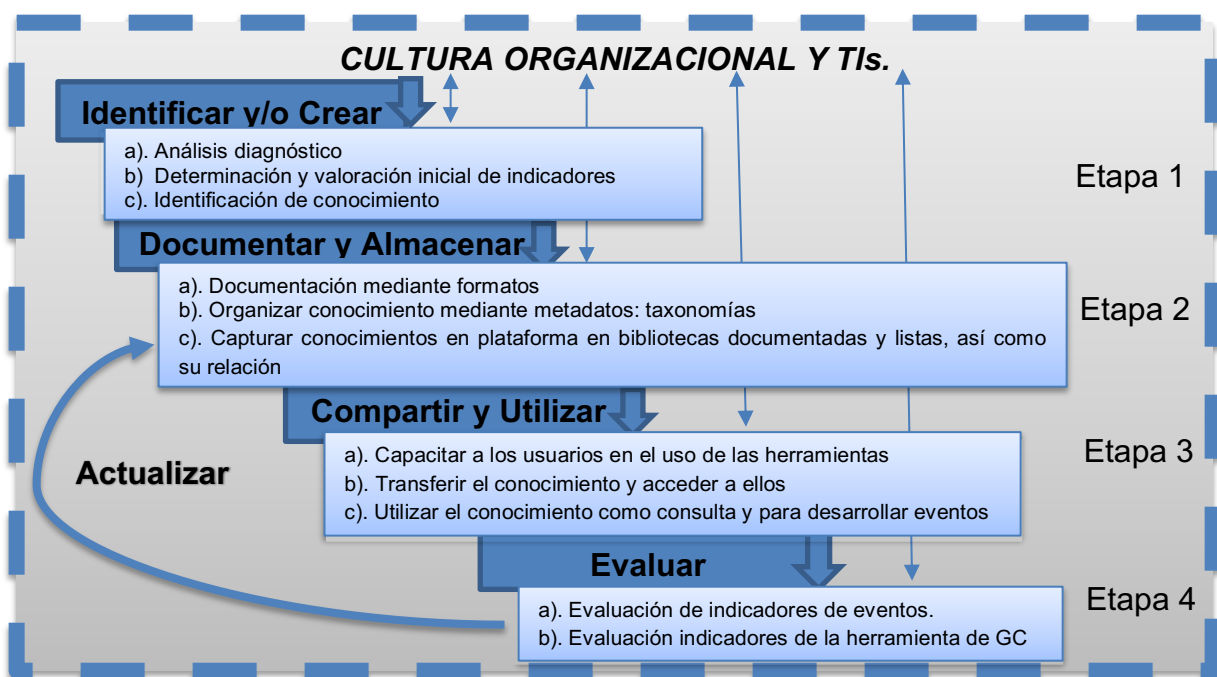 CULTURA ORGANIZACIONAL Y TIs.
Identificar y/o Crear
a). Análisis diagnóstico
b) Determinación y valoración inicial de indicadores
c). Identificación de conocimiento
Etapa 1
Documentar y Almacenar
a). Documentación mediante formatos
b). Organizar conocimiento mediante metadatos: taxonomías
c). Capturar conocimientos en plataforma en bibliotecas documentadas y listas, así como
su relación
Etapa 2
Compartir y Utilizar
a). Capacitar a los usuarios en el uso de las herramientas
b). Transferir el conocimiento y acceder a ellos
c). Utilizar el conocimiento como consulta y para desarrollar eventos
Etapa 3
Actualizar
Evaluar
a). Evaluación de indicadores de eventos.
b). Evaluación indicadores de la herramienta de GC
Etapa 4